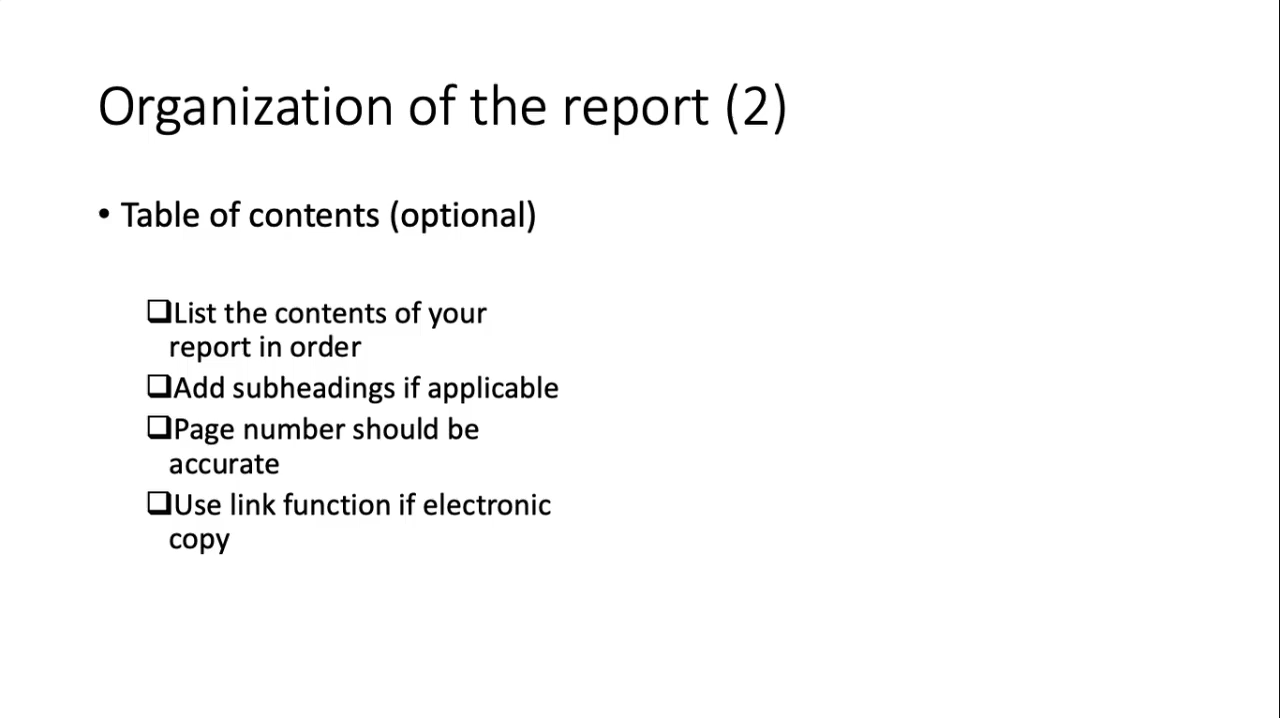 Organization of the report (2)
• Table of contents (optional)
❑List the contents of your
report in order
❑Add subheadings if applicable
❑Page number should be
accurate
❑Use link function if electronic
copy